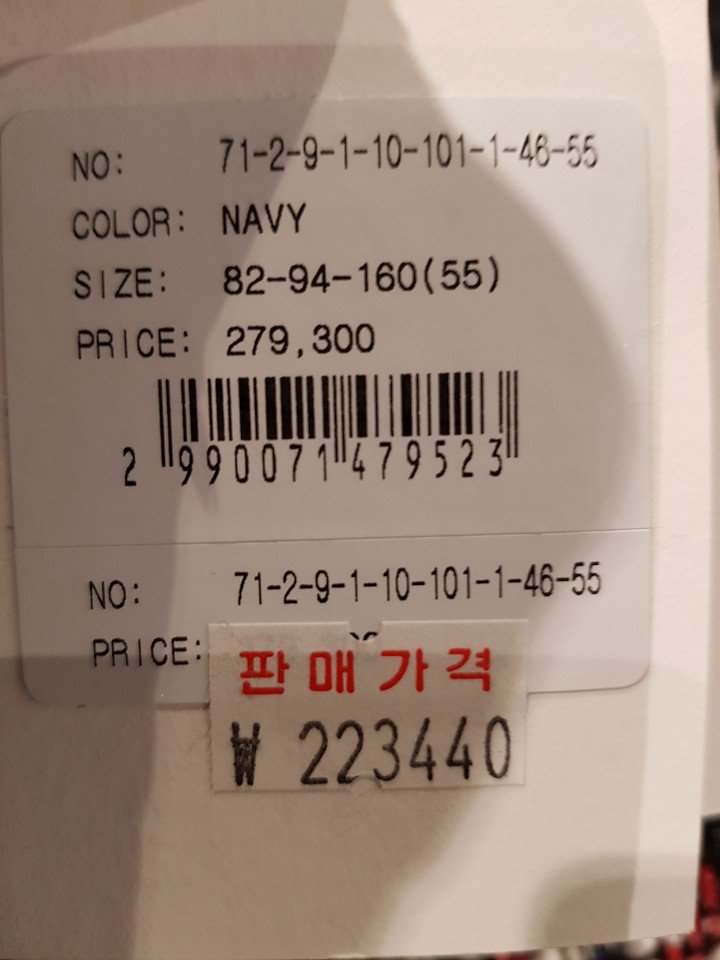 NO: 71-2-9-1-10-101-1-46-55
COLOR: NAVY
SIZE: 82-94-160(55)
PRICE: 279,300
2 990071 479523
NO: 71-2-9-1-10-101-1-46-55
PRICE:
판매가격
₩ 223440